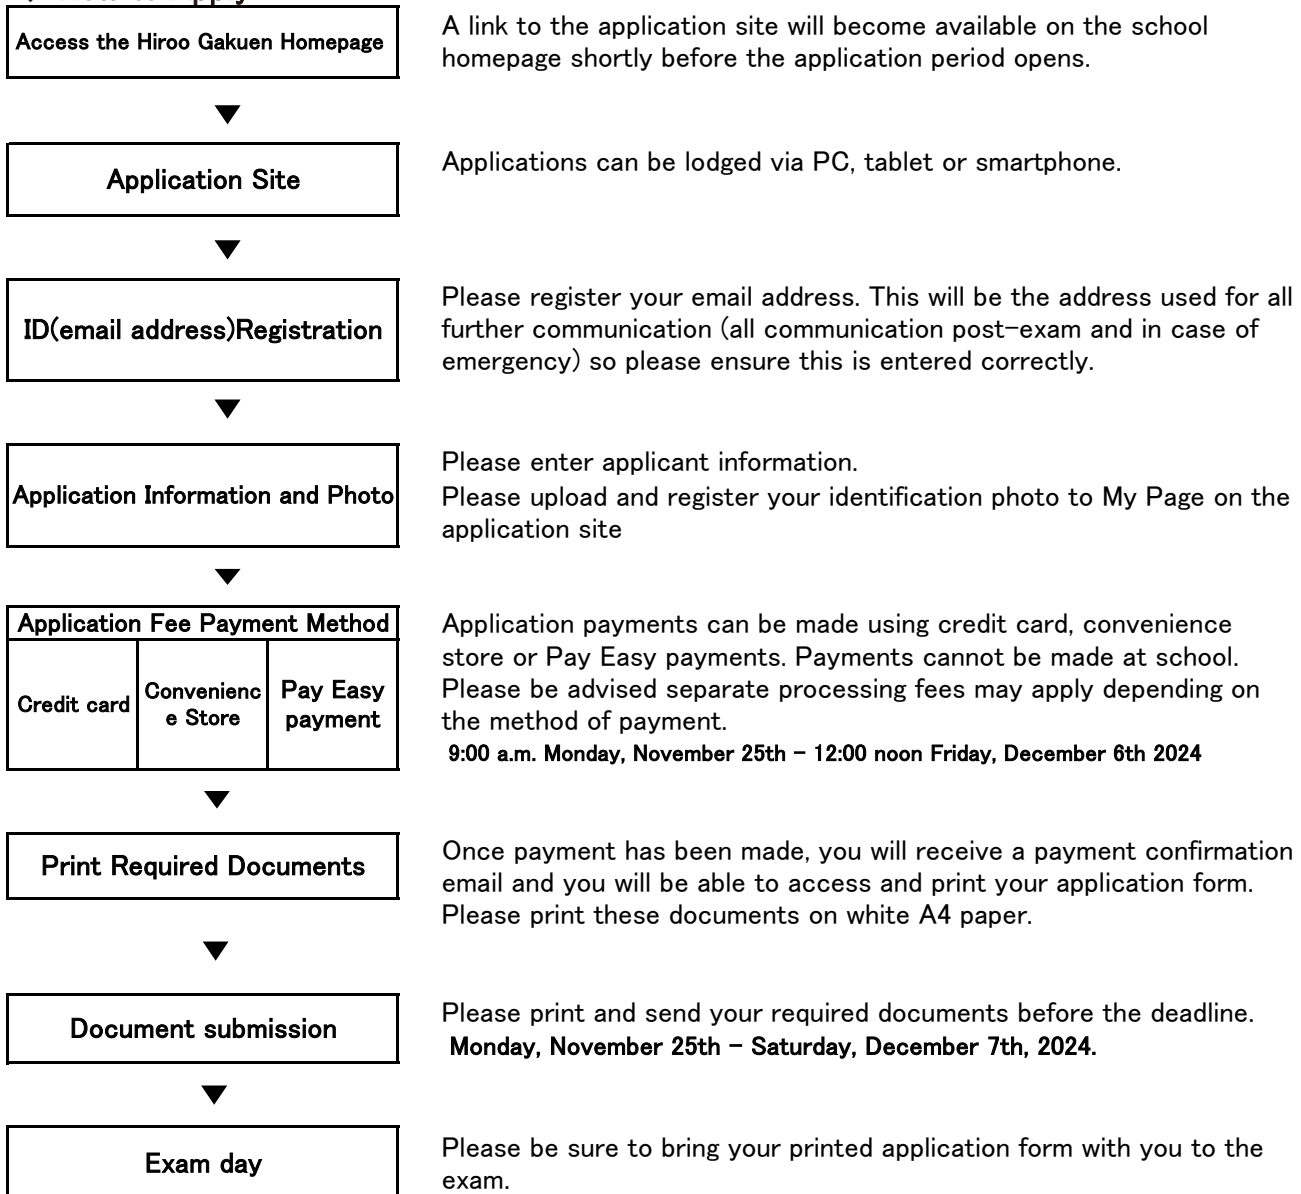 Access the Hiroo Gakuen Homepage
A link to the application site will become available on the school
homepage shortly before the application period opens.
▼
Application Site
Applications can be lodged via PC, tablet or smartphone.
▼
ID(email address)Registration
Please register your email address. This will be the address used for all
further communication (all communication post-exam and in case of
emergency) so please ensure this is entered correctly.
▼
Application Information and Photo
Please enter applicant information.
Please upload and register your identification photo to My Page on the
application site
▼
Application Fee Payment Method
Credit card
Convenienc
e Store
Pay Easy
payment
Application payments can be made using credit card, convenience
store or Pay Easy payments. Payments cannot be made at school.
Please be advised separate processing fees may apply depending on
the method of payment.
9:00 a.m. Monday, November 25th - 12:00 noon Friday, December 6th 2024
▼
Print Required Documents
Once payment has been made, you will receive a payment confirmation
email and you will be able to access and print your application form.
Please print these documents on white A4 paper.
▼
Document submission
Please print and send your required documents before the deadline.
Monday, November 25th - Saturday, December 7th, 2024.
▼
Exam day
Please be sure to bring your printed application form with you to the
exam.